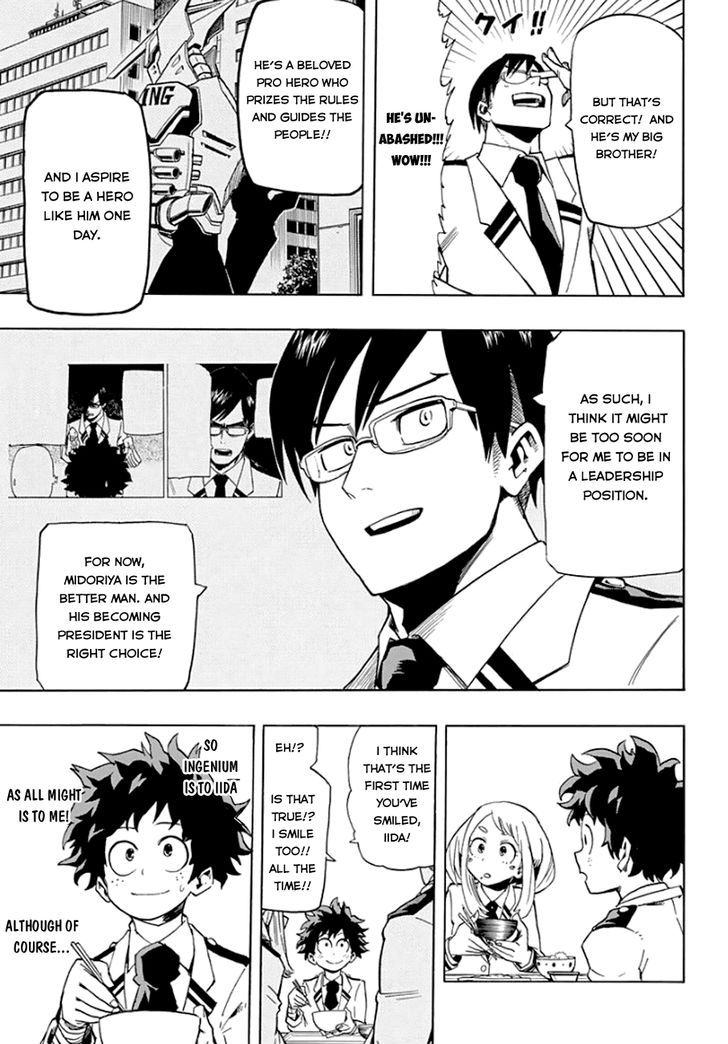 クイ!!
BUT THAT'S
CORRECT! AND
HE'S MY BIG
BROTHER!
HE'S UN-
ABASHED!!!
WOW!!!
HE'S A BELOVED
PRO HERO WHO
PRIZES THE RULES
AND GUIDES THE
PEOPLE!!
ING
AND I ASPIRE
TO BE A HERO
LIKE HIM ONE
DAY.
AS SUCH, I
THINK IT MIGHT
BE TOO SOON
FOR ME TO BE IN
A LEADERSHIP
POSITION.
FOR NOW,
MIDORIYA IS THE
BETTER MAN. AND
HIS BECOMING
PRESIDENT IS THE
RIGHT CHOICE!
I THINK
THAT'S THE
FIRST TIME
YOU'VE
SMILED,
IIDA!
EH!?
IS THAT
TRUE!?
I SMILE
TOO!!
ALL THE
TIME!!
SO
INGENIUM
IS TO IIDA
AS ALL MIGHT
IS TO ME!
ALTHOUGH OF
COURSE...